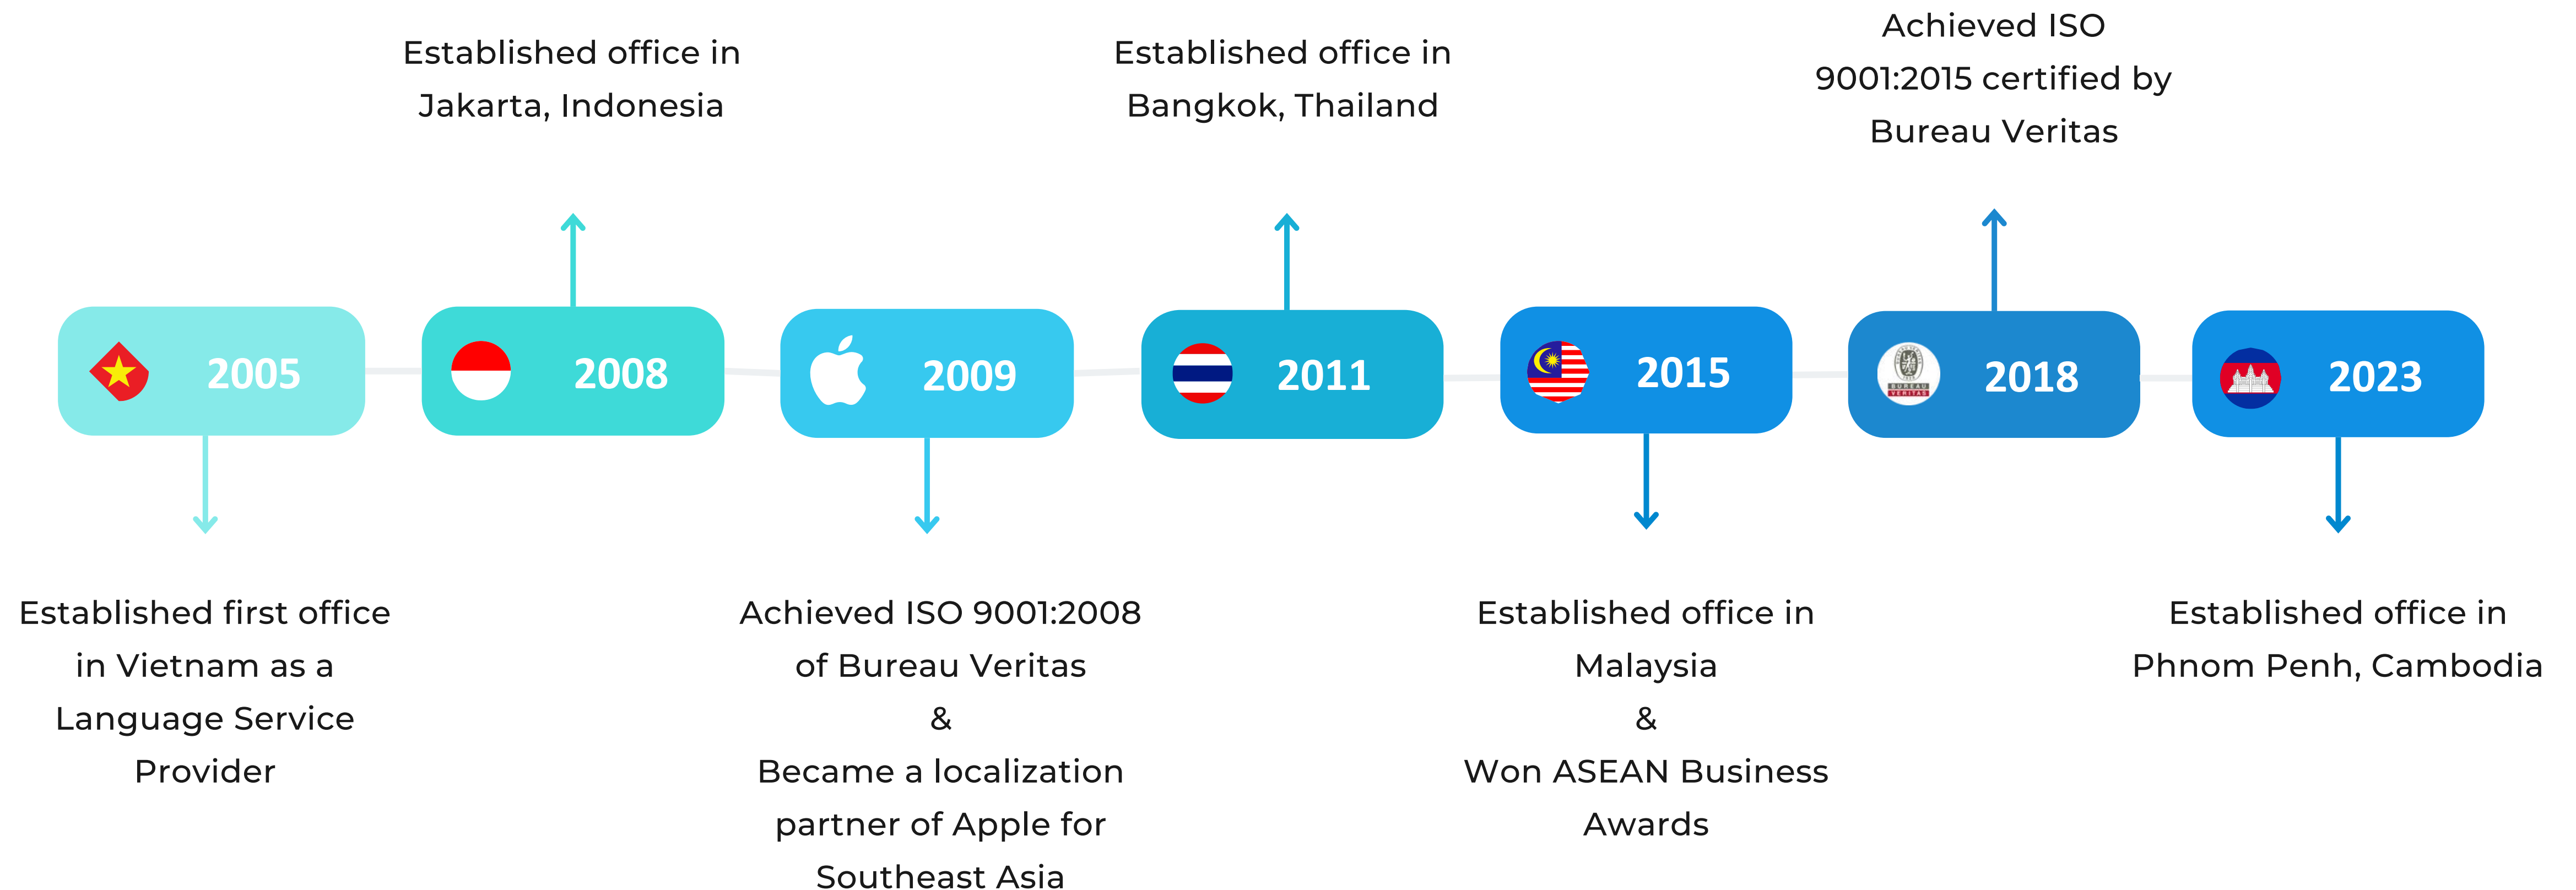 Established office in
Jakarta, Indonesia
Established office in
Bangkok, Thailand
Achieved ISO
9001:2015 certified by
Bureau Veritas
2005
2008
2009
2011
2015
BUREAU
VERITAS
2018
2023
Established first office
in Vietnam as a
Language Service
Provider
Achieved ISO 9001:2008
of Bureau Veritas
&
Became a localization
partner of Apple for
Southeast Asia
Established office in
Malaysia
&
Won ASEAN Business
Awards
Established office in
Phnom Penh, Cambodia